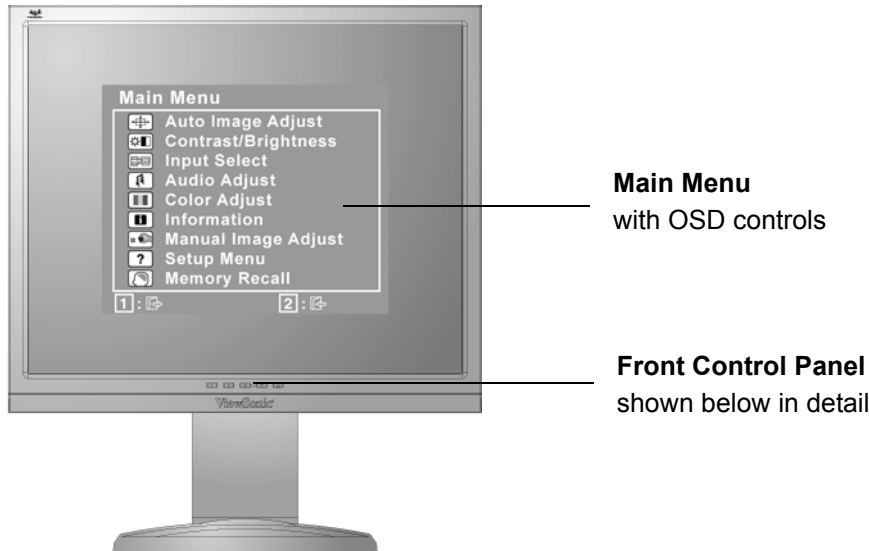 Main Menu
Auto Image Adjust
Contrast/Brightness
Input Select
Audio Adjust
Color Adjust
Information
Manual Image Adjust
? Setup Menu
Memory Recall
1 : 2 :
Main Menu
with OSD controls
Front Control Panel
shown below in detail
ViewSonic